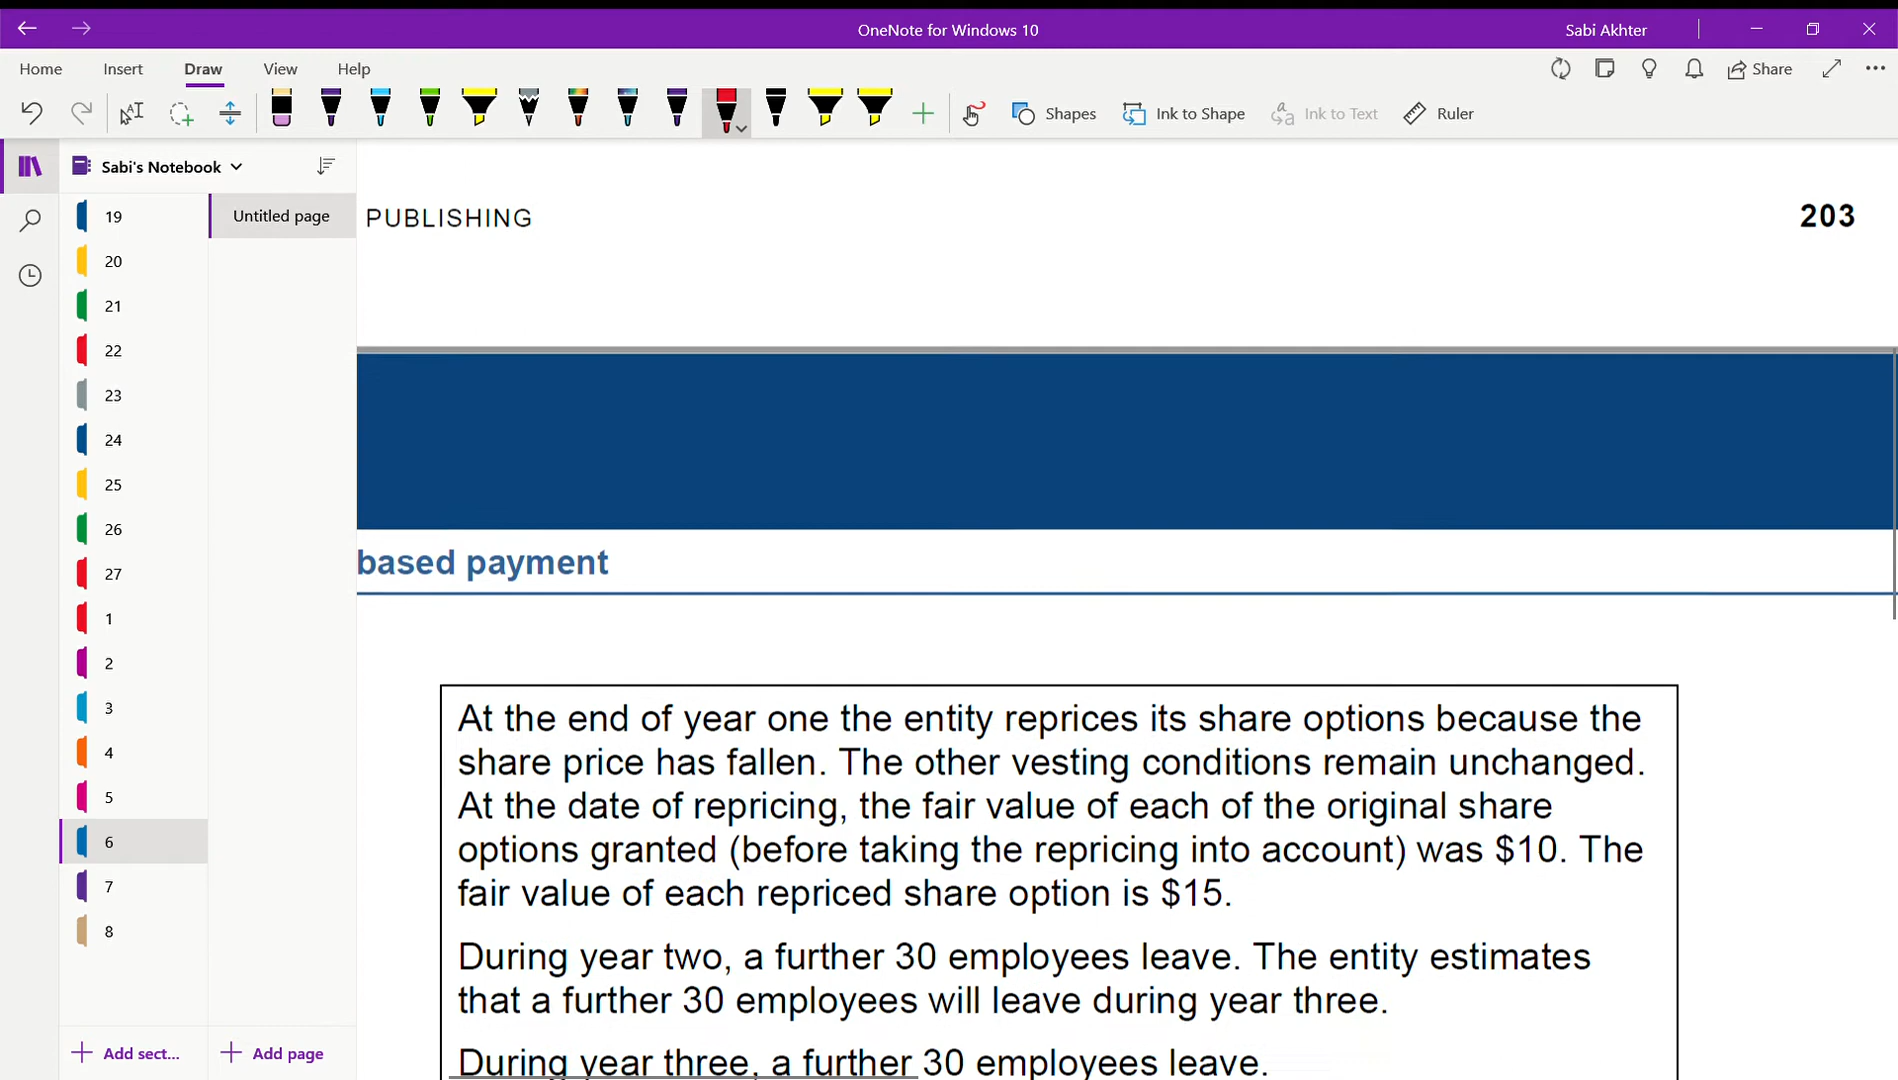 OneNote for Windows 10
Sabi Akhter
Home Insert Draw View Help
Share
Shapes
Ink to Shape
Ink to Text
Ruler
Sabi's Notebook
19
20
21
22
23
24
25
26
27
1
2
3
4
5
6
7
8
Add sect...
Untitled page
Add page
PUBLISHING
203
based payment
At the end of year one the entity reprices its share options because the
share price has fallen. The other vesting conditions remain unchanged.
At the date of repricing, the fair value of each of the original share
options granted (before taking the repricing into account) was $10. The
fair value of each repriced share option is $15.
During year two, a further 30 employees leave. The entity estimates
that a further 30 employees will leave during year three.
During year three, a further 30 employees leave.